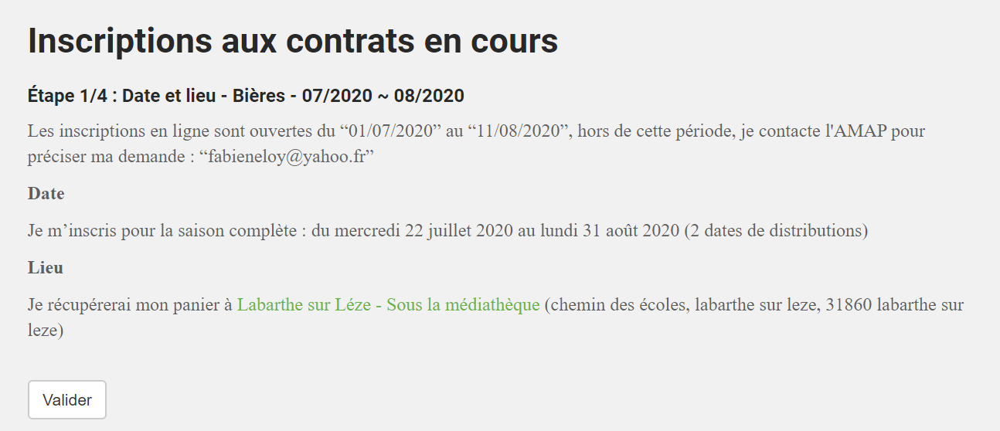 Inscriptions aux contrats en cours
Étape 1/4 : Date et lieu - Bières - 07/2020 ~ 08/2020
Les inscriptions en ligne sont ouvertes du “01/07/2020” au “11/08/2020”, hors de cette période, je contacte l'AMAP pour
préciser ma demande : “fabieneloy@yahoo.fr”
Date
Je m’inscris pour la saison complète : du mercredi 22 juillet 2020 au lundi 31 août 2020 (2 dates de distributions)
Lieu
Je récupérerai mon panier à Labarthe sur Léze - Sous la médiathèque (chemin des écoles, labarthe sur leze, 31860 labarthe sur
leze)
Valider